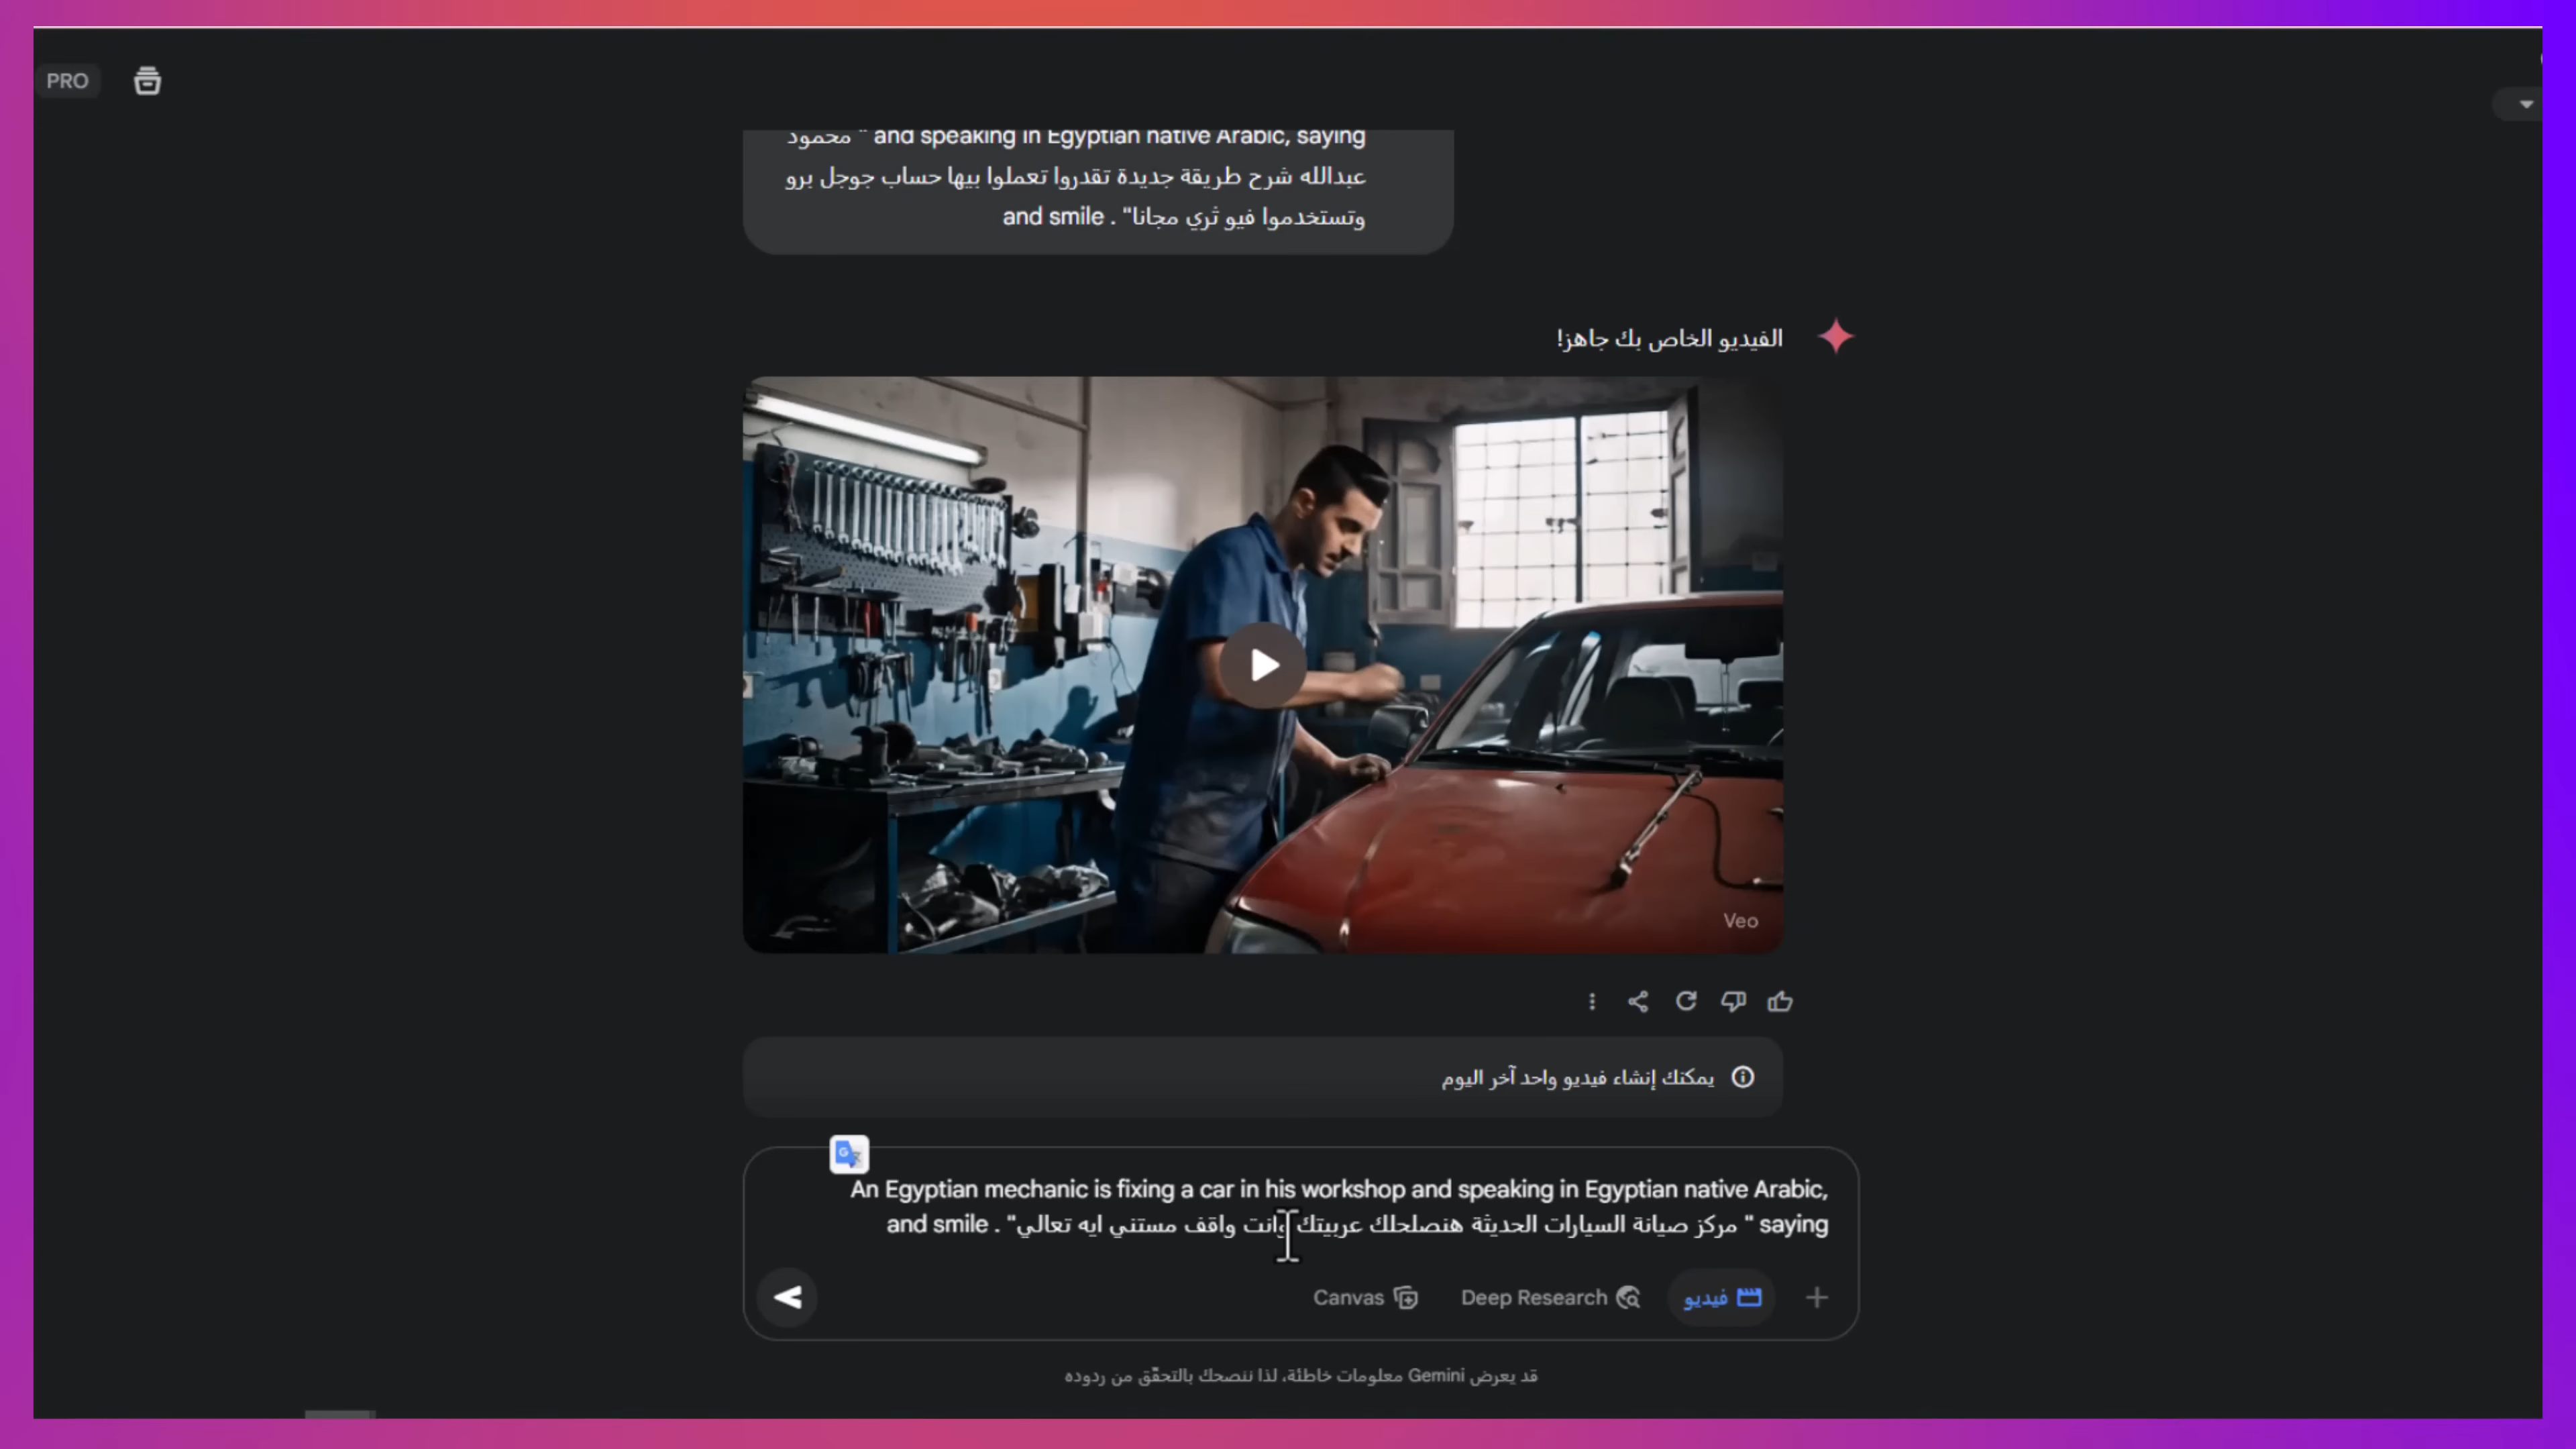 PRO
and speaking in Egyptian native Arabic, saying " محمود
عبدالله شرح طريقة جديدة تقدروا تعملوا بيها حساب جوجل برو
وتستخدموا فيو ثري مجانا" . and smile
الفيديو الخاص بك جاهز!
Veo
يمكنك إنشاء فيديو واحد آخر اليوم
An Egyptian mechanic is fixing a car in his workshop and speaking in Egyptian native Arabic,
saying " مركز صيانة السيارات الحديثة هنصلحلك عربيتك وانت واقف مستني ايه تعالي" . and smile
فيديو
Deep Research
Canvas
قد يعرض Gemini معلومات خاطئة، لذا ننصحك بالتحقّق من ردوده